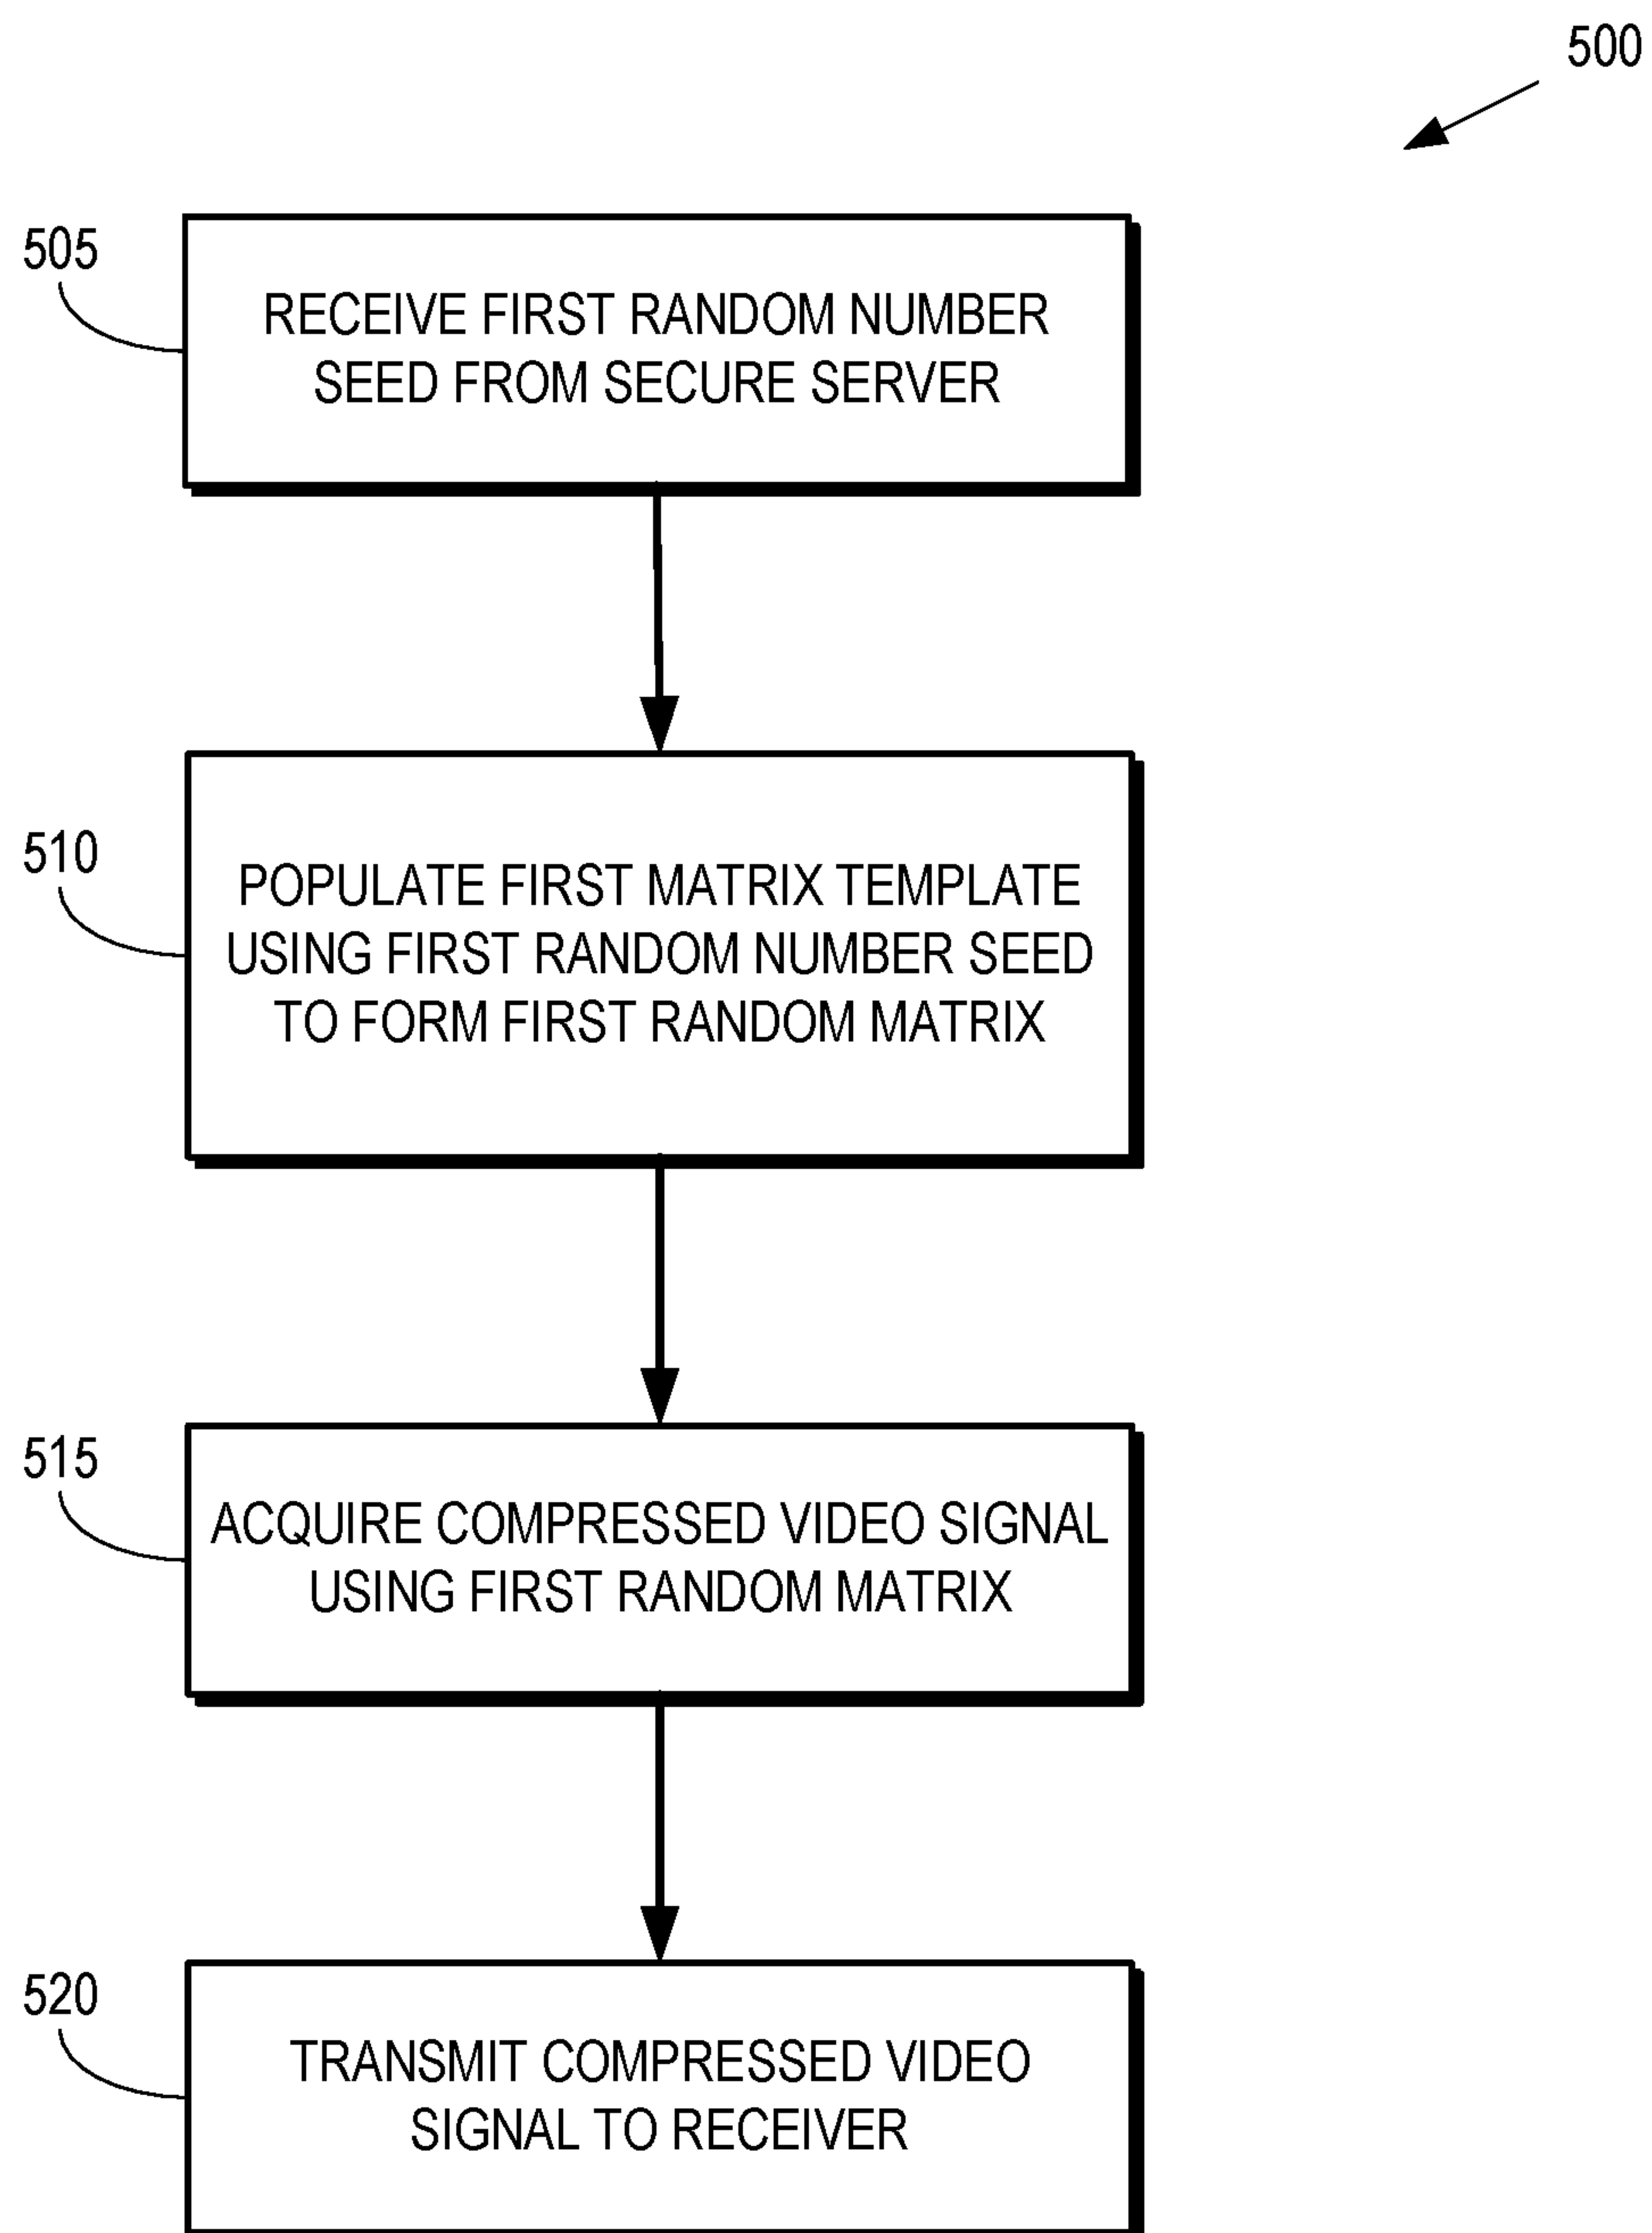 500
505
RECEIVE FIRST RANDOM NUMBER
SEED FROM SECURE SERVER
510
POPULATE FIRST MATRIX TEMPLATE
USING FIRST RANDOM NUMBER SEED
TO FORM FIRST RANDOM MATRIX
515
ACQUIRE COMPRESSED VIDEO SIGNAL
USING FIRST RANDOM MATRIX
520
TRANSMIT COMPRESSED VIDEO
SIGNAL TO RECEIVER